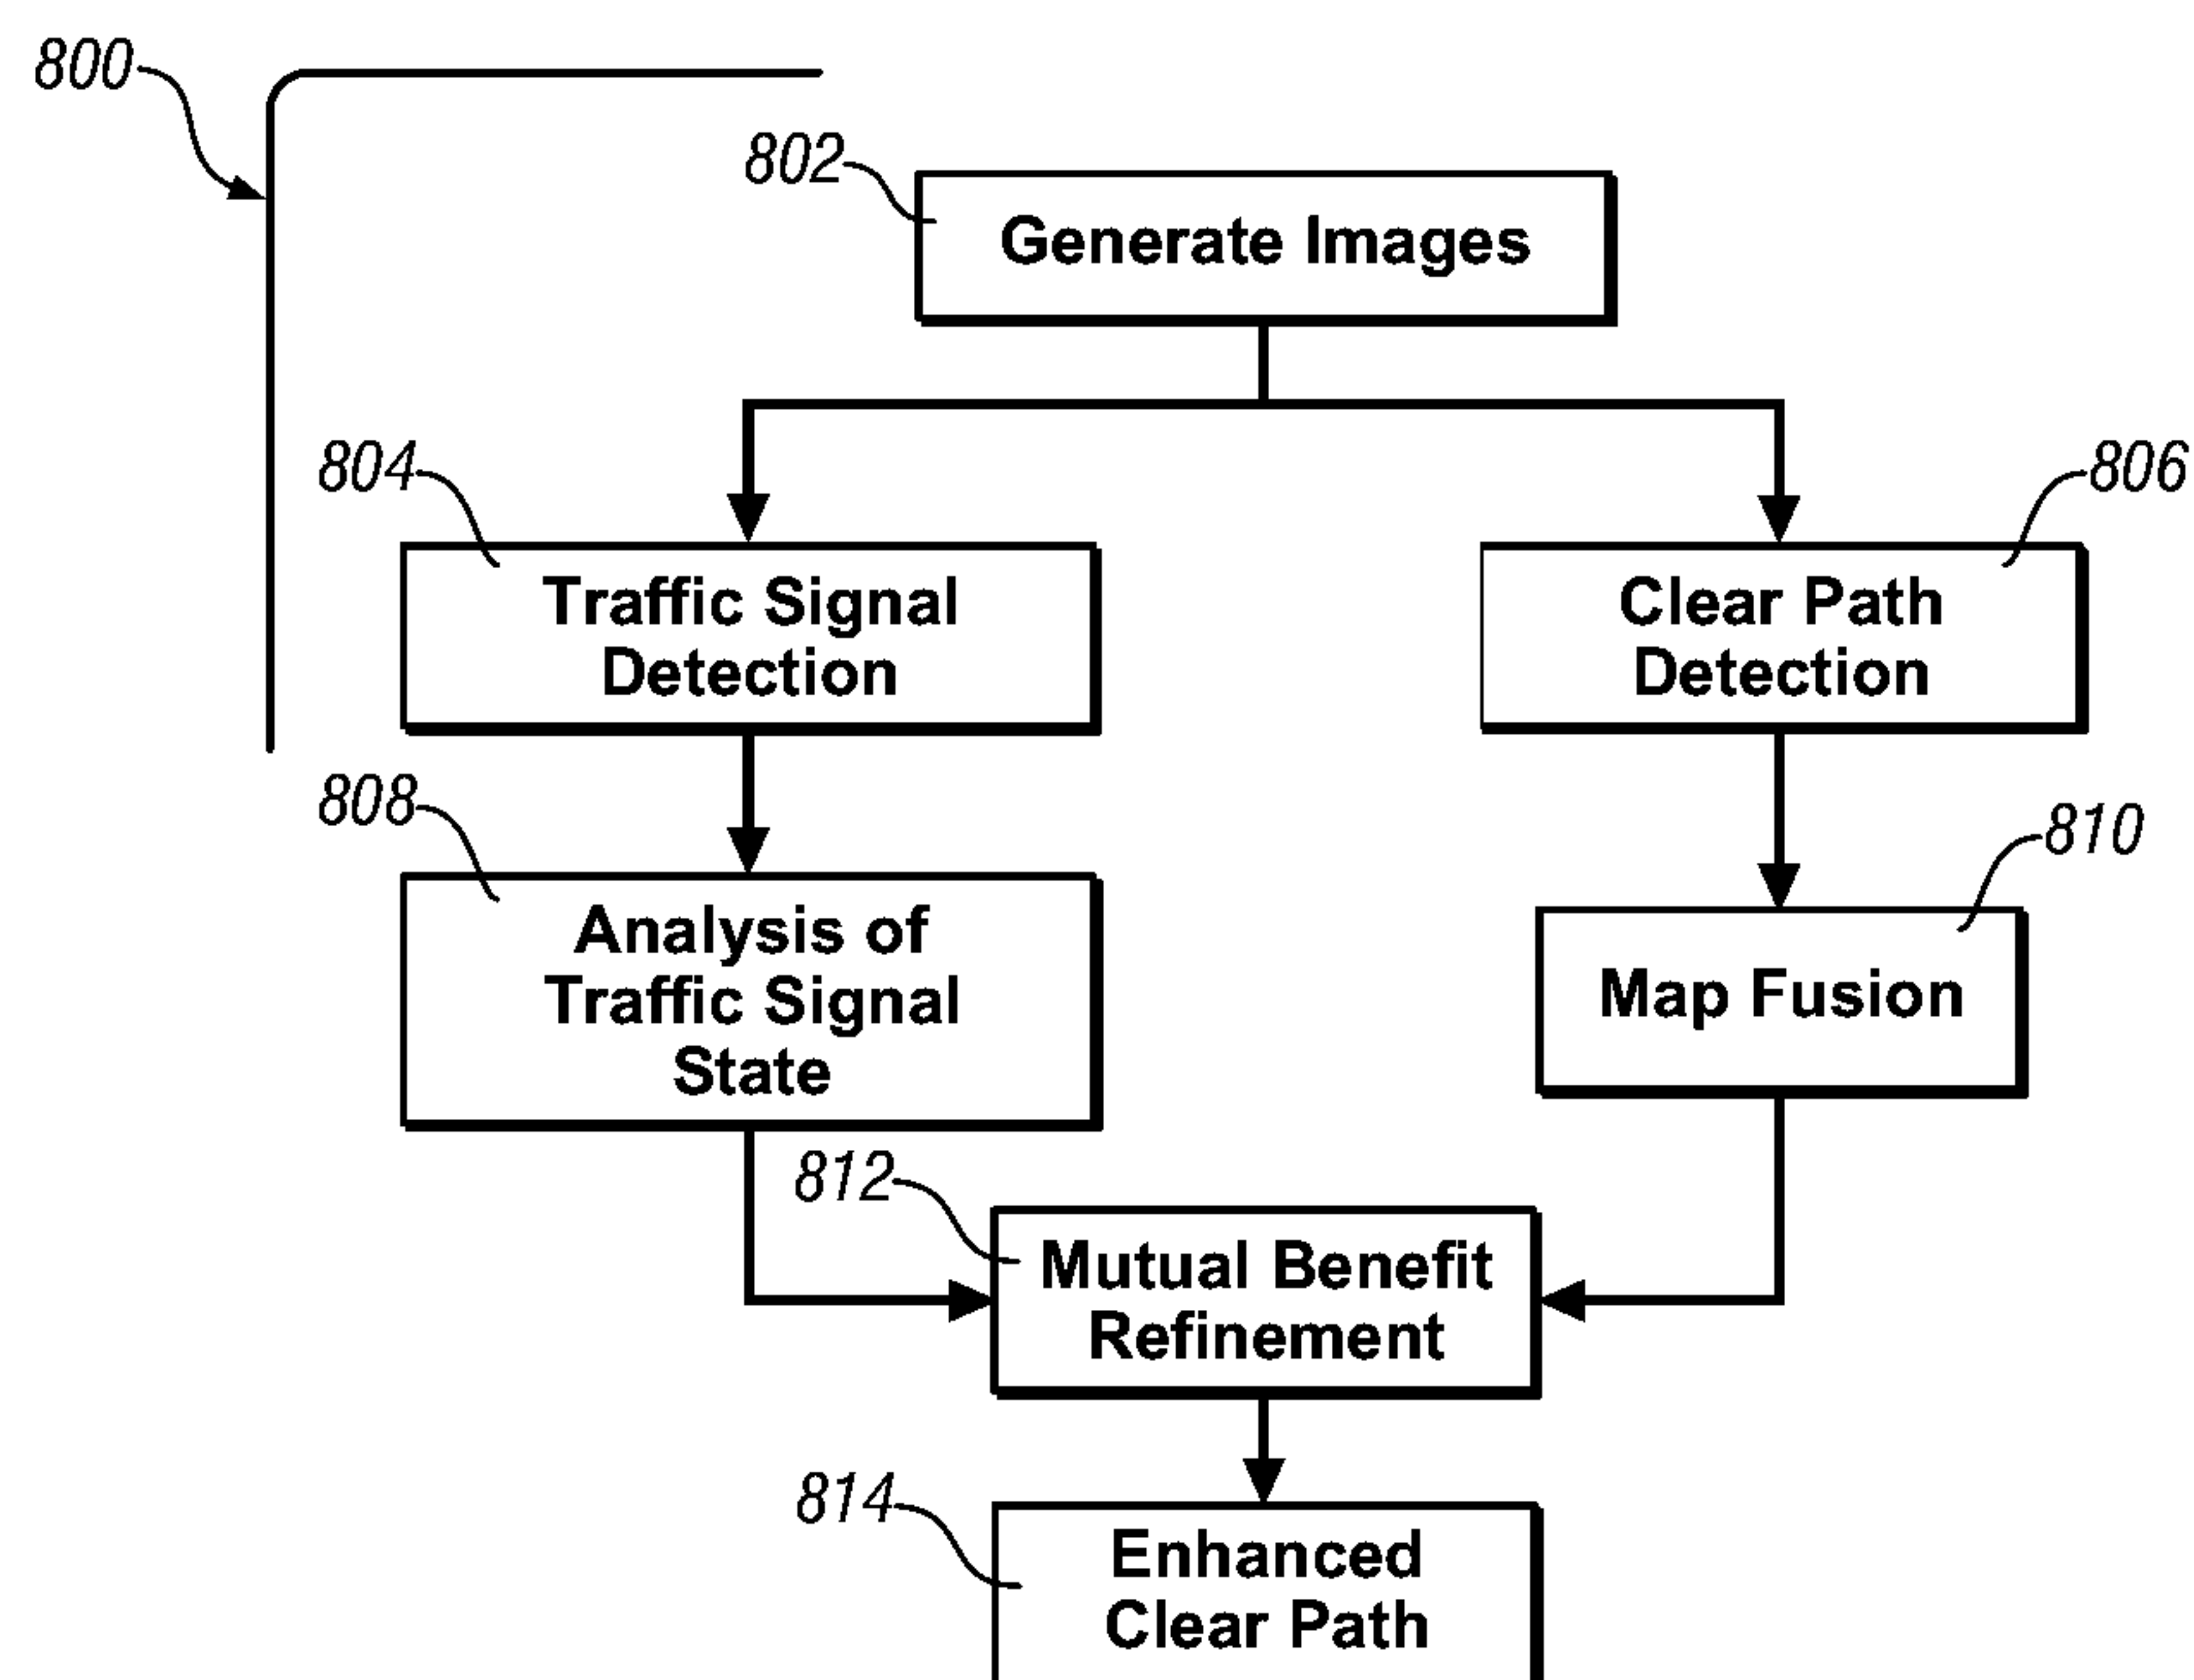 800
802
Generate Images
804
Traffic Signal
Detection
806
Clear Path
Detection
808
Analysis of
Traffic Signal
State
810
Map Fusion
812
Mutual Benefit
Refinement
814
Enhanced
Clear Path